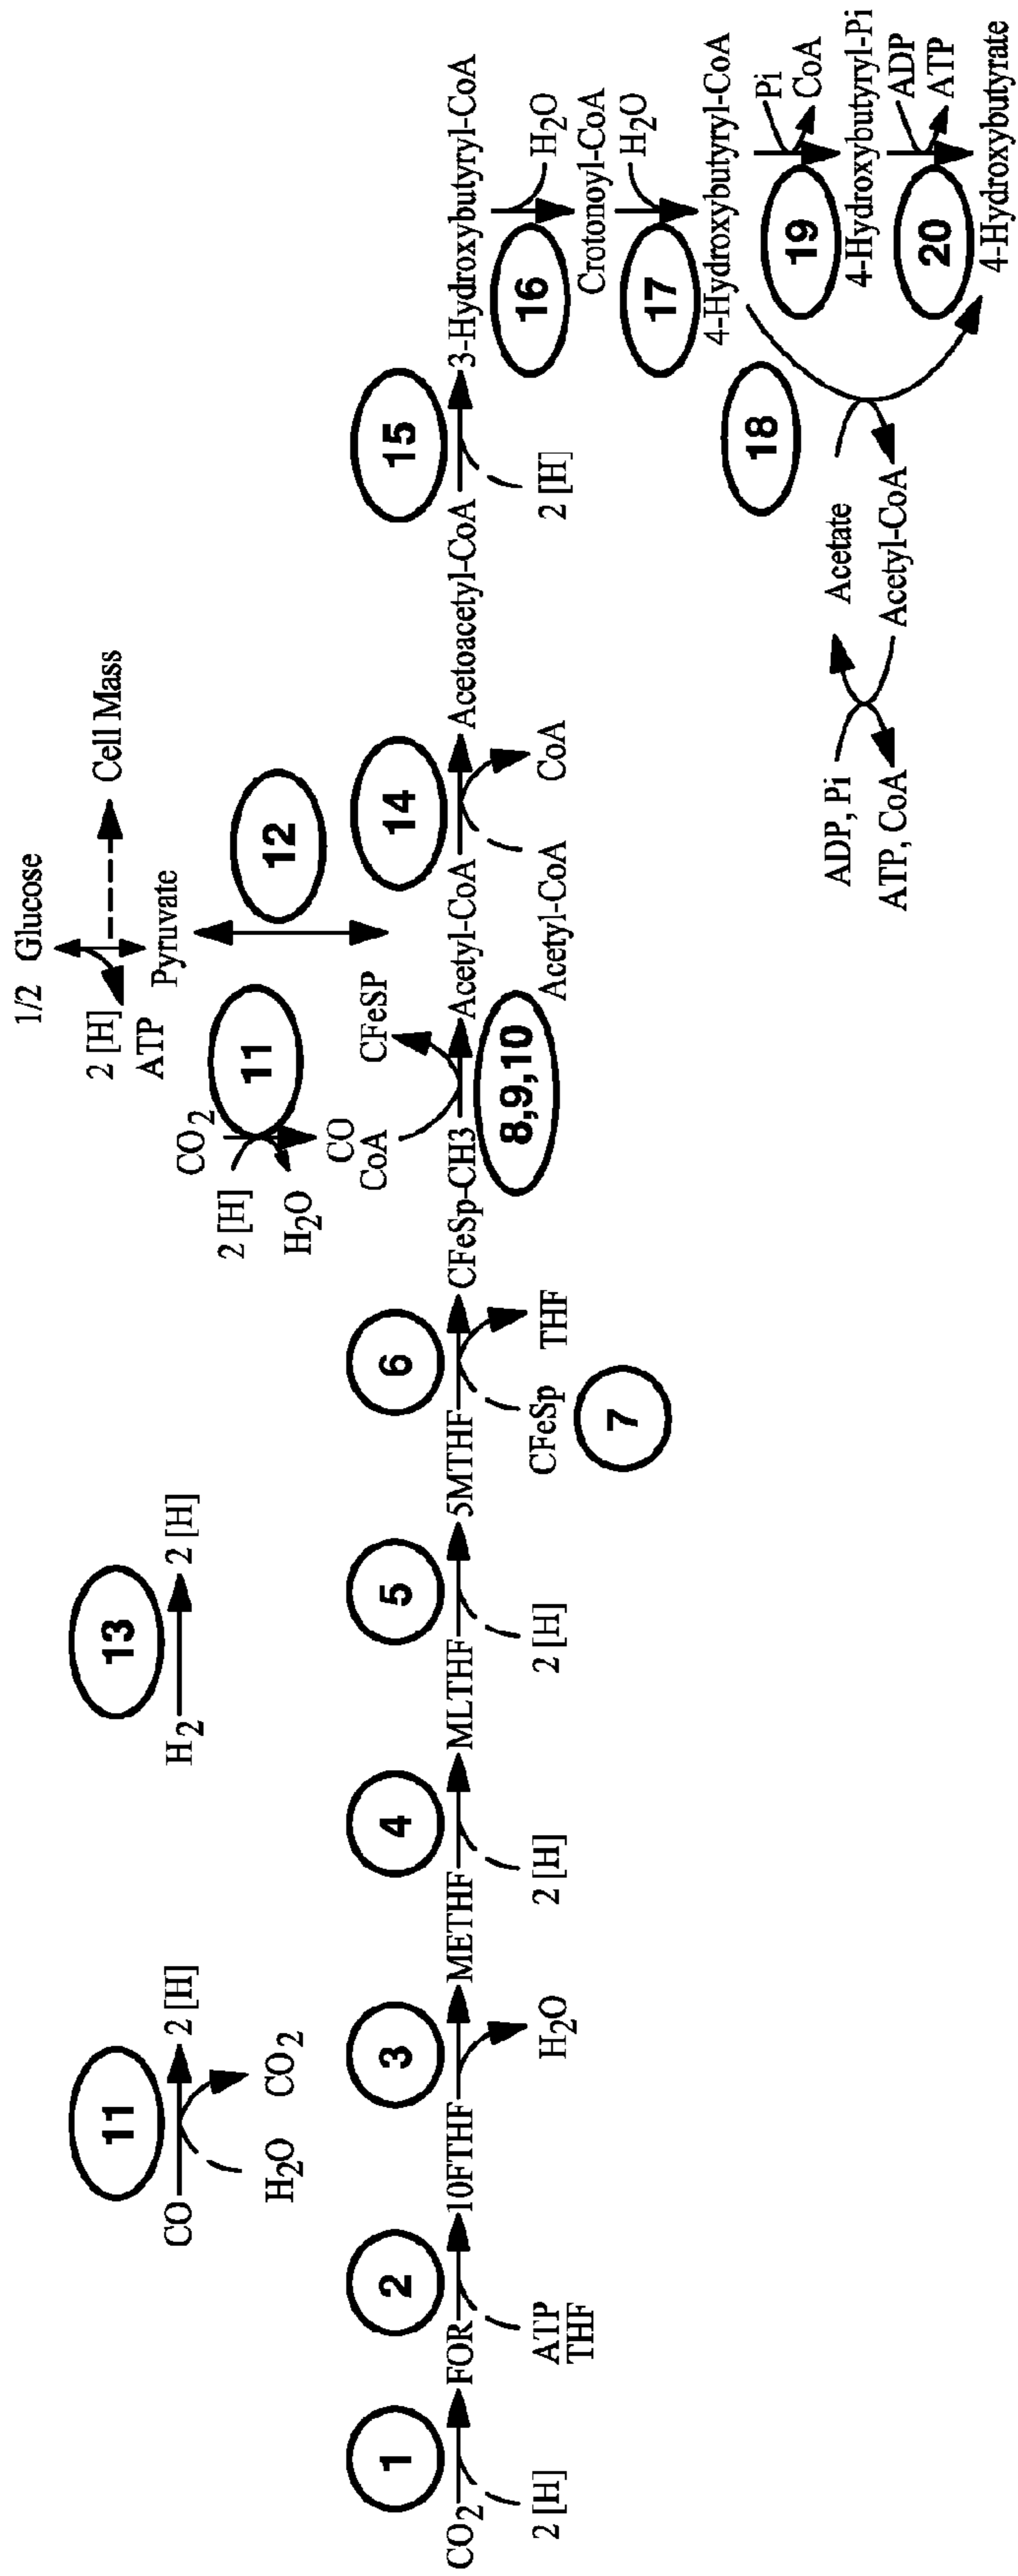 1/2 Glucose
2 [H]
ATP
Cell Mass
Pyruvate
12
11
CO
2 [H]
H2O
CO2
13
H2
2 [H]
CO2
11
2 [H]
H2O
CO
CoA
CFeSP
1
2
3
4
5
6
14
15
CO2
FOR
10FTHF
METHF
MLTHF
5MTHF
CFeSp-CH3
Acetyl-CoA
Acetoacetyl-CoA
3-Hydroxybutyryl-CoA
2 [H]
ATP
THF
H2O
2 [H]
2 [H]
CFeSp
THF
7
8,9,10
Acetyl-CoA
CoA
2 [H]
16
H2O
Crotonoyl-CoA
17
H2O
4-Hydroxybutyryl-CoA
18
19
Pi
CoA
4-Hydroxybutyryl-Pi
20
ADP
ATP
4-Hydroxybutyrate
ADP, Pi
Acetate
ATP, CoA
Acetyl-CoA